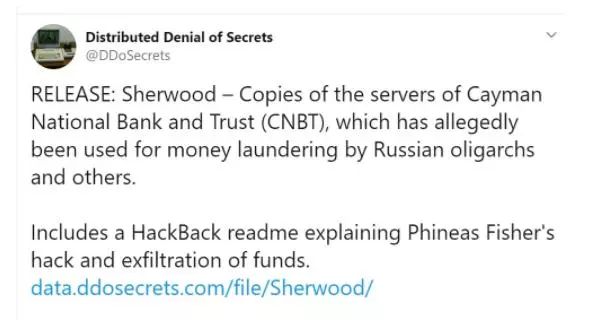 Distributed Denial of Secrets
@DDoSecrets
RELEASE: Sherwood – Copies of the servers of Cayman
National Bank and Trust (CNBT), which has allegedly
been used for money laundering by Russian oligarchs
and others.
Includes a HackBack readme explaining Phineas Fisher's
hack and exfiltration of funds.
data.ddosecrets.com/file/Sherwood/